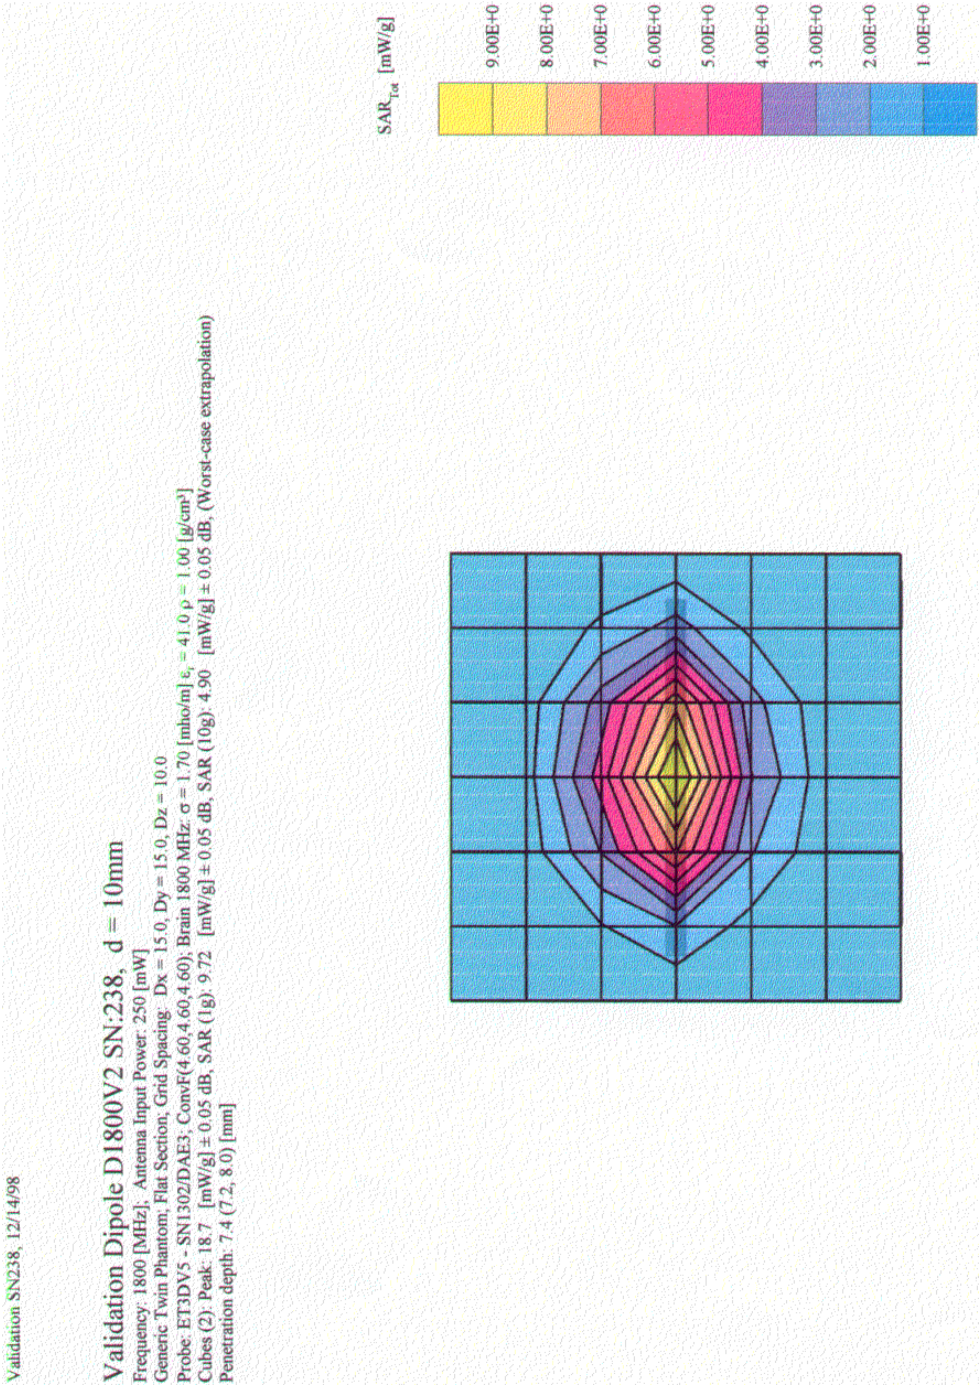 Validation SN238, 12/14/98
Validation Dipole D1800V2 SN:238, d = 10mm
Frequency: 1800 [MHz]; Antenna Input Power: 250 [mW]
Generic Twin Phantom; Flat Section; Grid Spacing: Dx = 15.0, Dy = 15.0, Dz = 10.0
Probe: ET3DV5 - SN1302/DAE3; ConvF(4.60,4.60,4.60); Brain 1800 MHz: σ = 1.70 [mho/m] εr = 41.0 ρ = 1.00 [g/cm³]
Cubes (2): Peak: 18.7 [mW/g] ± 0.05 dB, SAR (1g): 9.72 [mW/g] ± 0.05 dB, SAR (10g): 4.90 [mW/g] ± 0.05 dB, (Worst-case extrapolation)
Penetration depth: 7.4 (7.2, 8.0) [mm]
SARTot [mW/g]
9.00E+0
8.00E+0
7.00E+0
6.00E+0
5.00E+0
4.00E+0
3.00E+0
2.00E+0
1.00E+0